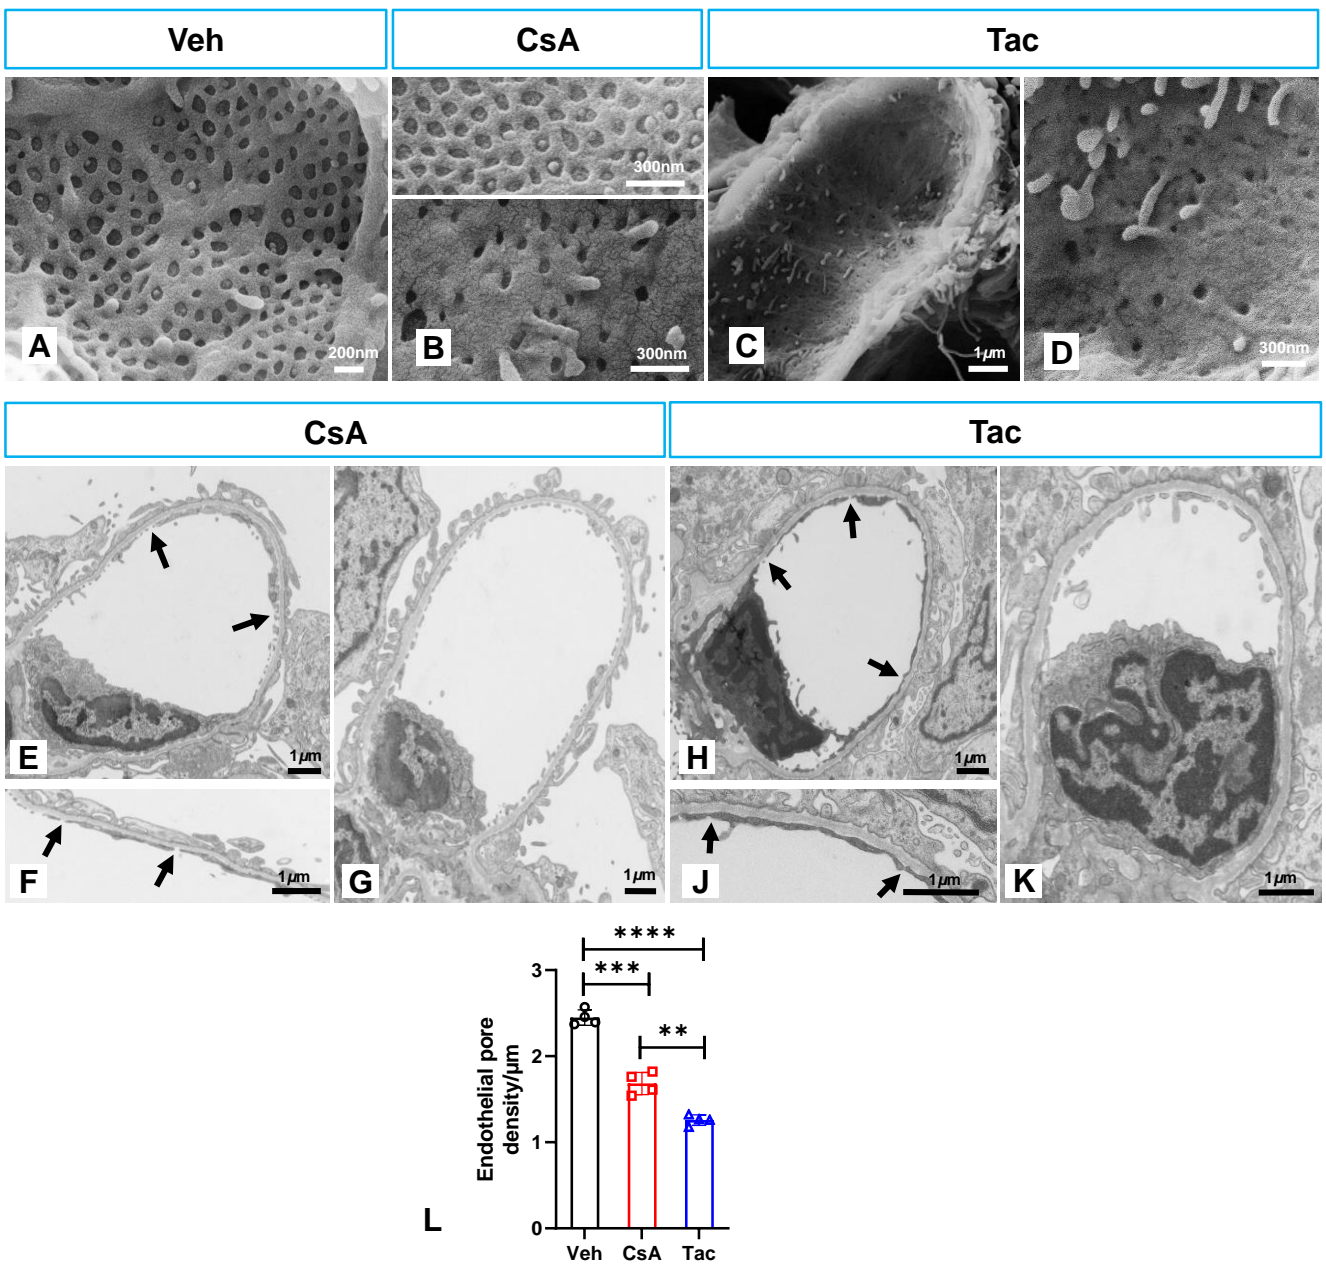 Veh
CsA
Tac
A
200nm
300nm
B
300nm
C
1µm
D
300nm
CsA
Tac
E
1µm
F
1µm
G
1µm
H
1µm
J
1µm
K
1µm
****
***
**
3
2
1
0
Endothelial pore
density/µm
L
Veh
CsA
Tac